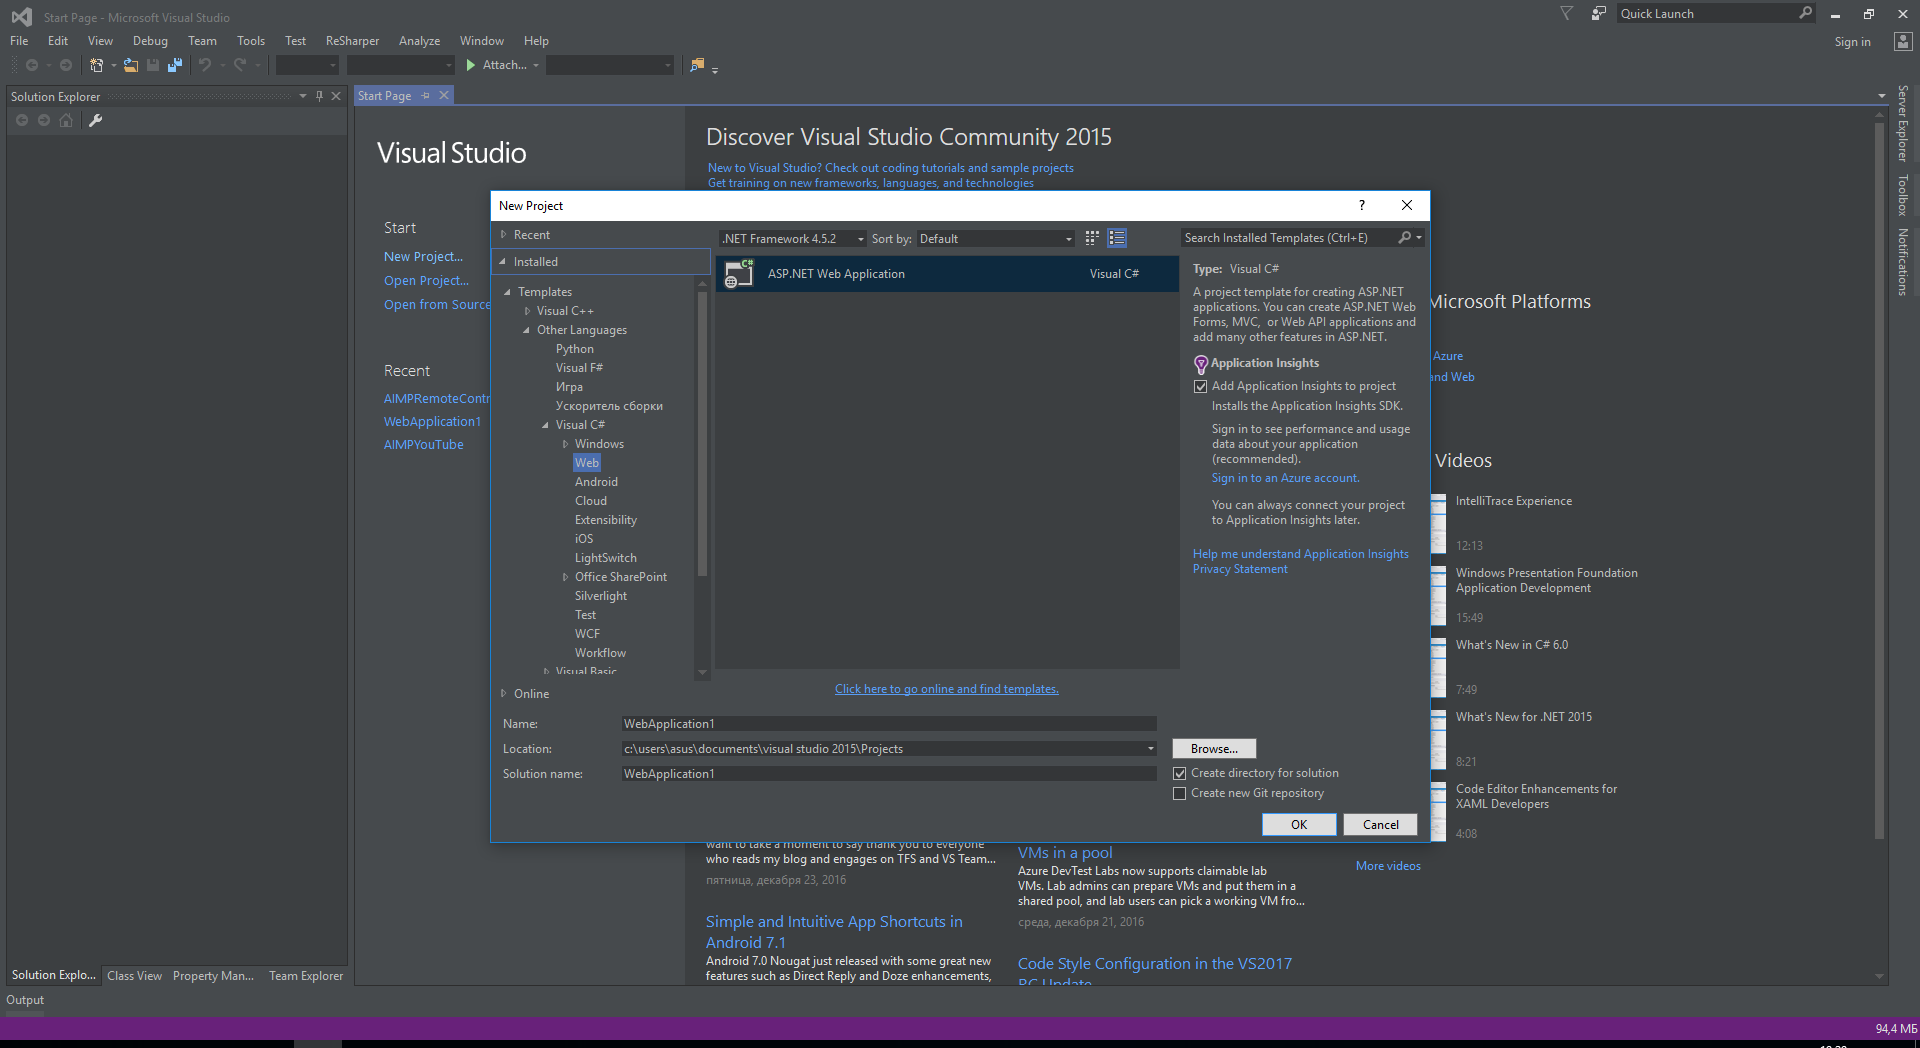 Start Page - Microsoft Visual Studio
Quick Launch
File Edit View Debug Team Tools Test ReSharper Analyze Window Help
Sign in
Attach...
Solution Explorer
Start Page
Server Explorer
Toolbox
Notifications
Visual Studio
Start
New Project...
Open Project...
Open from Source
Recent
AIMPRemoteContr
WebApplication1
AIMPYouTube
Discover Visual Studio Community 2015
New to Visual Studio? Check out coding tutorials and sample projects
Get training on new frameworks, languages, and technologies
New Project
?
Recent
Installed
Templates
Visual C++
Other Languages
Python
Visual F#
Игра
Ускоритель сборки
Visual C#
Windows
Web
Android
Cloud
Extensibility
iOS
LightSwitch
Office SharePoint
Silverlight
Test
WCF
Workflow
Visual Basic
Online
.NET Framework 4.5.2
Sort by: Default
Search Installed Templates (Ctrl+E)
C#
ASP.NET Web Application
Visual C#
Type: Visual C#
A project template for creating ASP.NET
applications. You can create ASP.NET Web
Forms, MVC, or Web API applications and
add many other features in ASP.NET.
Application Insights
Add Application Insights to project
Installs the Application Insights SDK.
Sign in to see performance and usage
data about your application
(recommended).
Sign in to an Azure account.
You can always connect your project
to Application Insights later.
Help me understand Application Insights
Privacy Statement
Click here to go online and find templates.
Name: WebApplication1
Location: c:\users\asus\documents\visual studio 2015\Projects
Browse...
Solution name: WebApplication1
Create directory for solution
Create new Git repository
OK
Cancel
Microsoft Platforms
Azure
and Web
Videos
IntelliTrace Experience
12:13
Windows Presentation Foundation
Application Development
15:49
What's New in C# 6.0
7:49
What's New for .NET 2015
8:21
Code Editor Enhancements for
XAML Developers
4:08
More videos
want to take a moment to say thank you to everyone
who reads my blog and engages on TFS and VS Team...
пятница, декабря 23, 2016
Simple and Intuitive App Shortcuts in
Android 7.1
Android 7.0 Nougat just released with some great new
features such as Direct Reply and Doze enhancements,
VMs in a pool
Azure DevTest Labs now supports claimable lab
VMs. Lab admins can prepare VMs and put them in a
shared pool, and lab users can pick a working VM fro...
среда, декабря 21, 2016
Code Style Configuration in the VS2017
RC Update
Solution Explo...
Class View
Property Man...
Team Explorer
Output
94,4 МБ